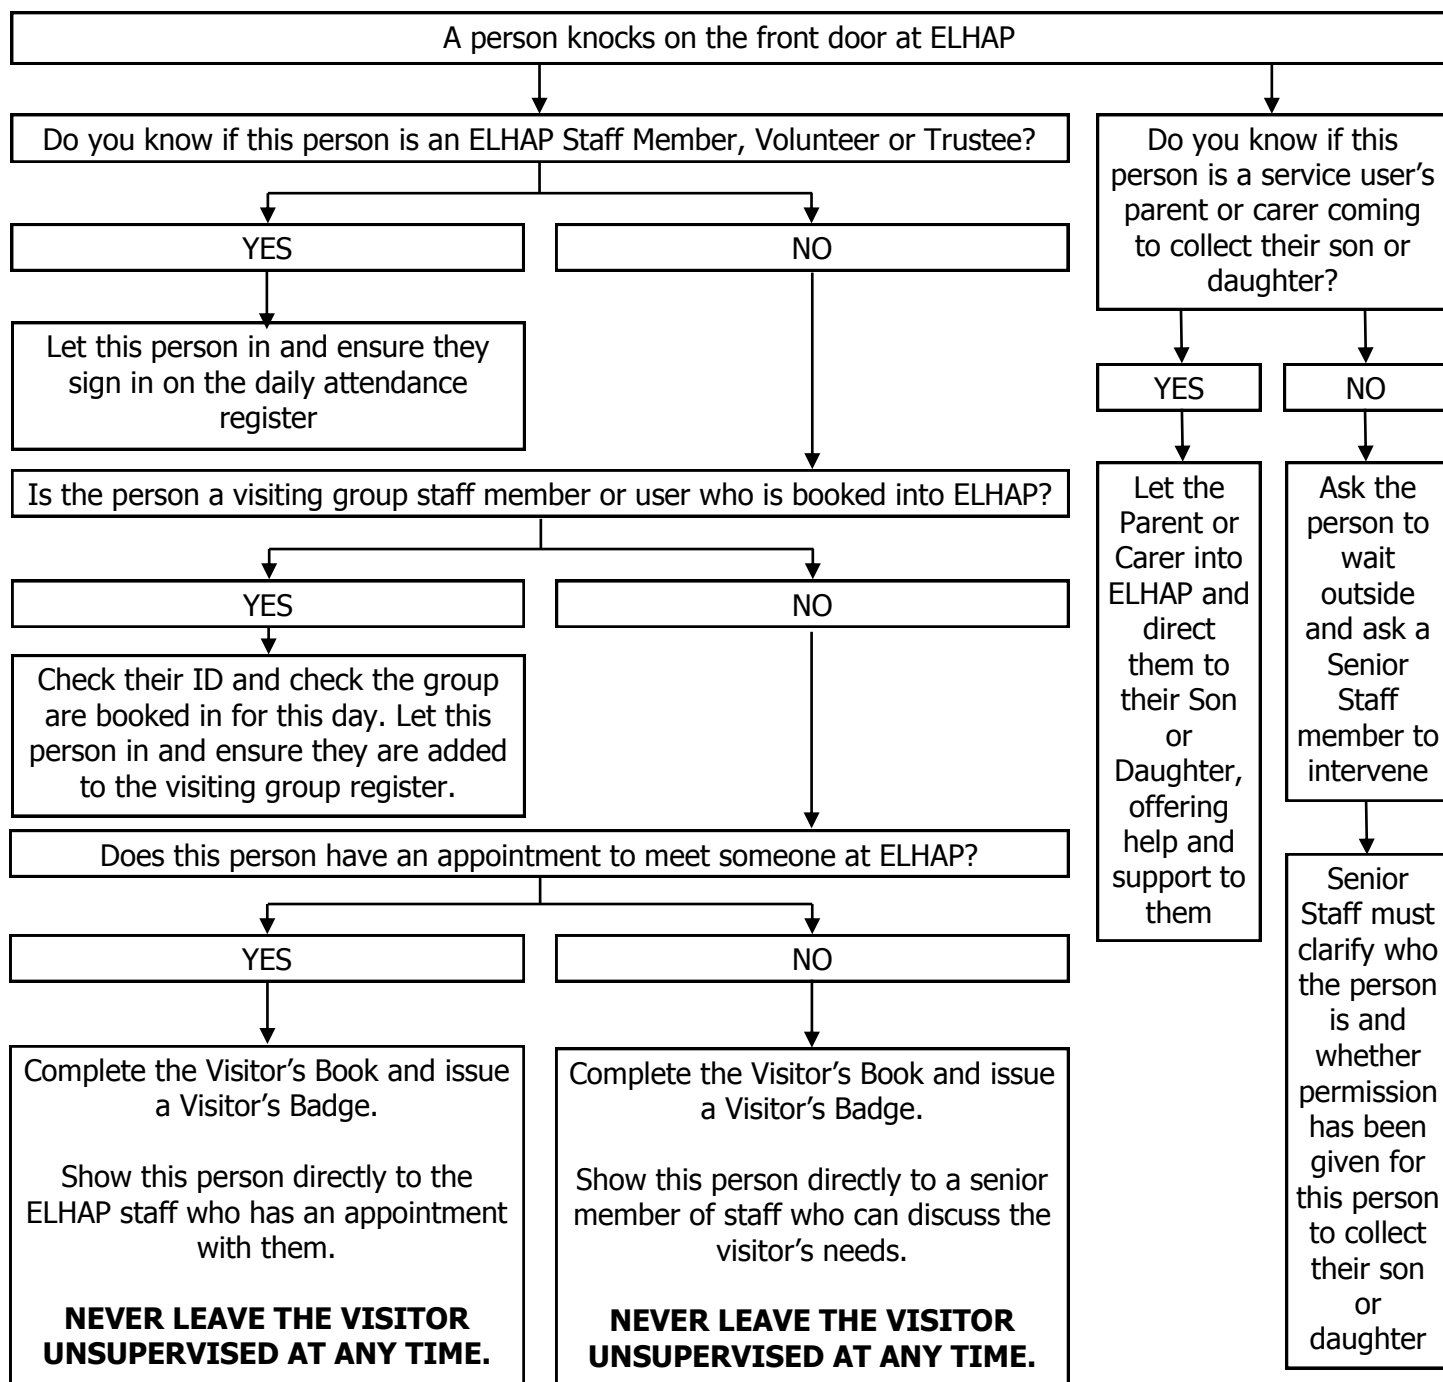 A person knocks on the front door at ELHAP
Do you know if this person is an ELHAP Staff Member, Volunteer or Trustee?
YES
NO
Let this person in and ensure they
sign in on the daily attendance
register
Is the person a visiting group staff member or user who is booked into ELHAP?
YES
NO
Check their ID and check the group
are booked in for this day. Let this
person in and ensure they are added
to the visiting group register.
Does this person have an appointment to meet someone at ELHAP?
YES
NO
Complete the Visitor’s Book and issue
a Visitor’s Badge.
Show this person directly to the
ELHAP staff who has an appointment
with them.
NEVER LEAVE THE VISITOR
UNSUPERVISED AT ANY TIME.
Complete the Visitor’s Book and issue
a Visitor’s Badge.
Show this person directly to a senior
member of staff who can discuss the
visitor’s needs.
NEVER LEAVE THE VISITOR
UNSUPERVISED AT ANY TIME.
Do you know if this
person is a service user’s
parent or carer coming
to collect their son or
daughter?
YES
NO
Let the
Parent or
Carer into
ELHAP and
direct
them to
their Son
or
Daughter,
offering
help and
support to
them
Ask the
person to
wait
outside
and ask a
Senior
Staff
member to
intervene
Senior
Staff must
clarify who
the person
is and
whether
permission
has been
given for
this person
to collect
their son
or
daughter